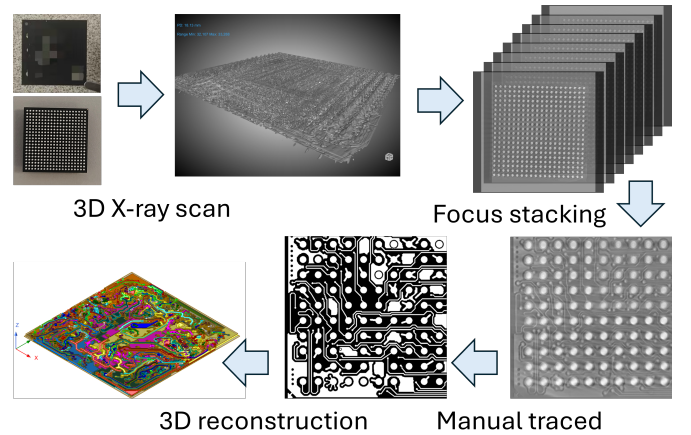 3D X-ray scan
Focus stacking
Z
X
3D reconstruction
Manual traced